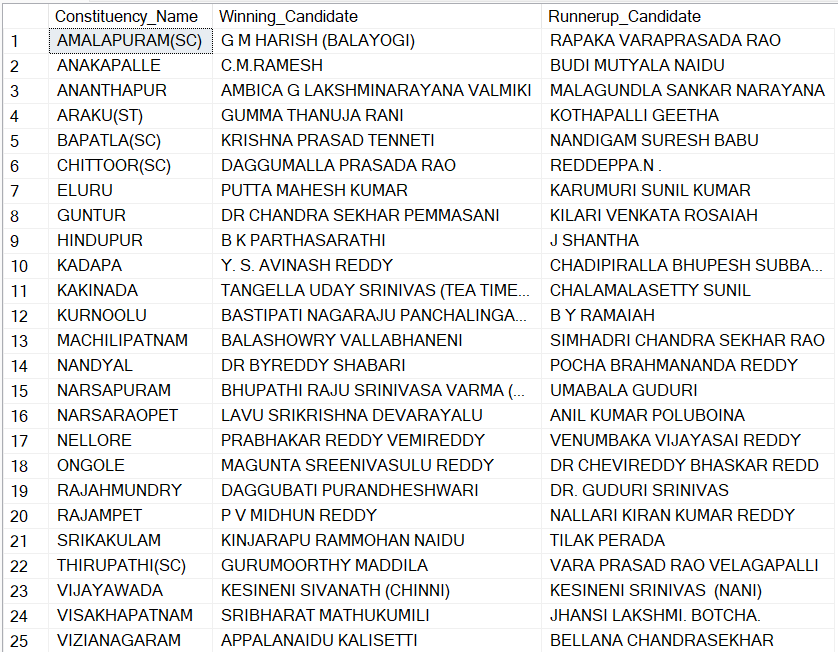 Constituency_Name Winning_Candidate Runnerup_Candidate
1 AMALAPURAM(SC) G M HARISH (BALAYOGI) RAPAKA VARAPRASADA RAO
2 ANAKAPALLE C.M.RAMESH BUDI MUTYALA NAIDU
3 ANANTHAPUR AMBICA G LAKSHMINARAYANA VALMIKI MALAGUNDLA SANKAR NARAYANA
4 ARAKU(ST) GUMMA THANUJA RANI KOTHAPALLI GEETHA
5 BAPATLA(SC) KRISHNA PRASAD TENNETI NANDIGAM SURESH BABU
6 CHITTOOR(SC) DAGGUMALLA PRASADA RAO REDDEPPA.N .
7 ELURU PUTTA MAHESH KUMAR KARUMURI SUNIL KUMAR
8 GUNTUR DR CHANDRA SEKHAR PEMMASANI KILARI VENKATA ROSAIAH
9 HINDUPUR B K PARTHASARATHI J SHANTHA
10 KADAPA Y. S. AVINASH REDDY CHADIPIRALLA BHUPESH SUBBA...
11 KAKINADA TANGELLA UDAY SRINIVAS (TEA TIME... CHALAMALASETTY SUNIL
12 KURNOOLU BASTIPATI NAGARAJU PANCHALINGA... B Y RAMAIAH
13 MACHILIPATNAM BALASHOWRY VALLABHANENI SIMHADRI CHANDRA SEKHAR RAO
14 NANDYAL DR BYREDDY SHABARI POCHA BRAHMANANDA REDDY
15 NARSAPURAM BHUPATHI RAJU SRINIVASA VARMA (... UMABALA GUDURI
16 NARSARAOPET LAVU SRIKRISHNA DEVARAYALU ANIL KUMAR POLUBOINA
17 NELLORE PRABHAKAR REDDY VEMIREDDY VENUMBAKA VIJAYASAI REDDY
18 ONGOLE MAGUNTA SREENIVASULU REDDY DR CHEVIREDDY BHASKAR REDD
19 RAJAHMUNDRY DAGGUBATI PURANDHESHWARI DR. GUDURI SRINIVAS
20 RAJAMPET P V MIDHUN REDDY NALLARI KIRAN KUMAR REDDY
21 SRIKAKULAM KINJARAPU RAMMOHAN NAIDU TILAK PERADA
22 THIRUPATHI(SC) GURUMOORTHY MADDILA VARA PRASAD RAO VELAGAPALLI
23 VIJAYAWADA KESINENI SIVANATH (CHINNI) KESINENI SRINIVAS (NANI)
24 VISAKHAPATNAM SRIBHARAT MATHUKUMILI JHANSI LAKSHMI. BOTCHA.
25 VIZIANAGARAM APPALANAIDU KALISETTI BELLANA CHANDRASEKHAR